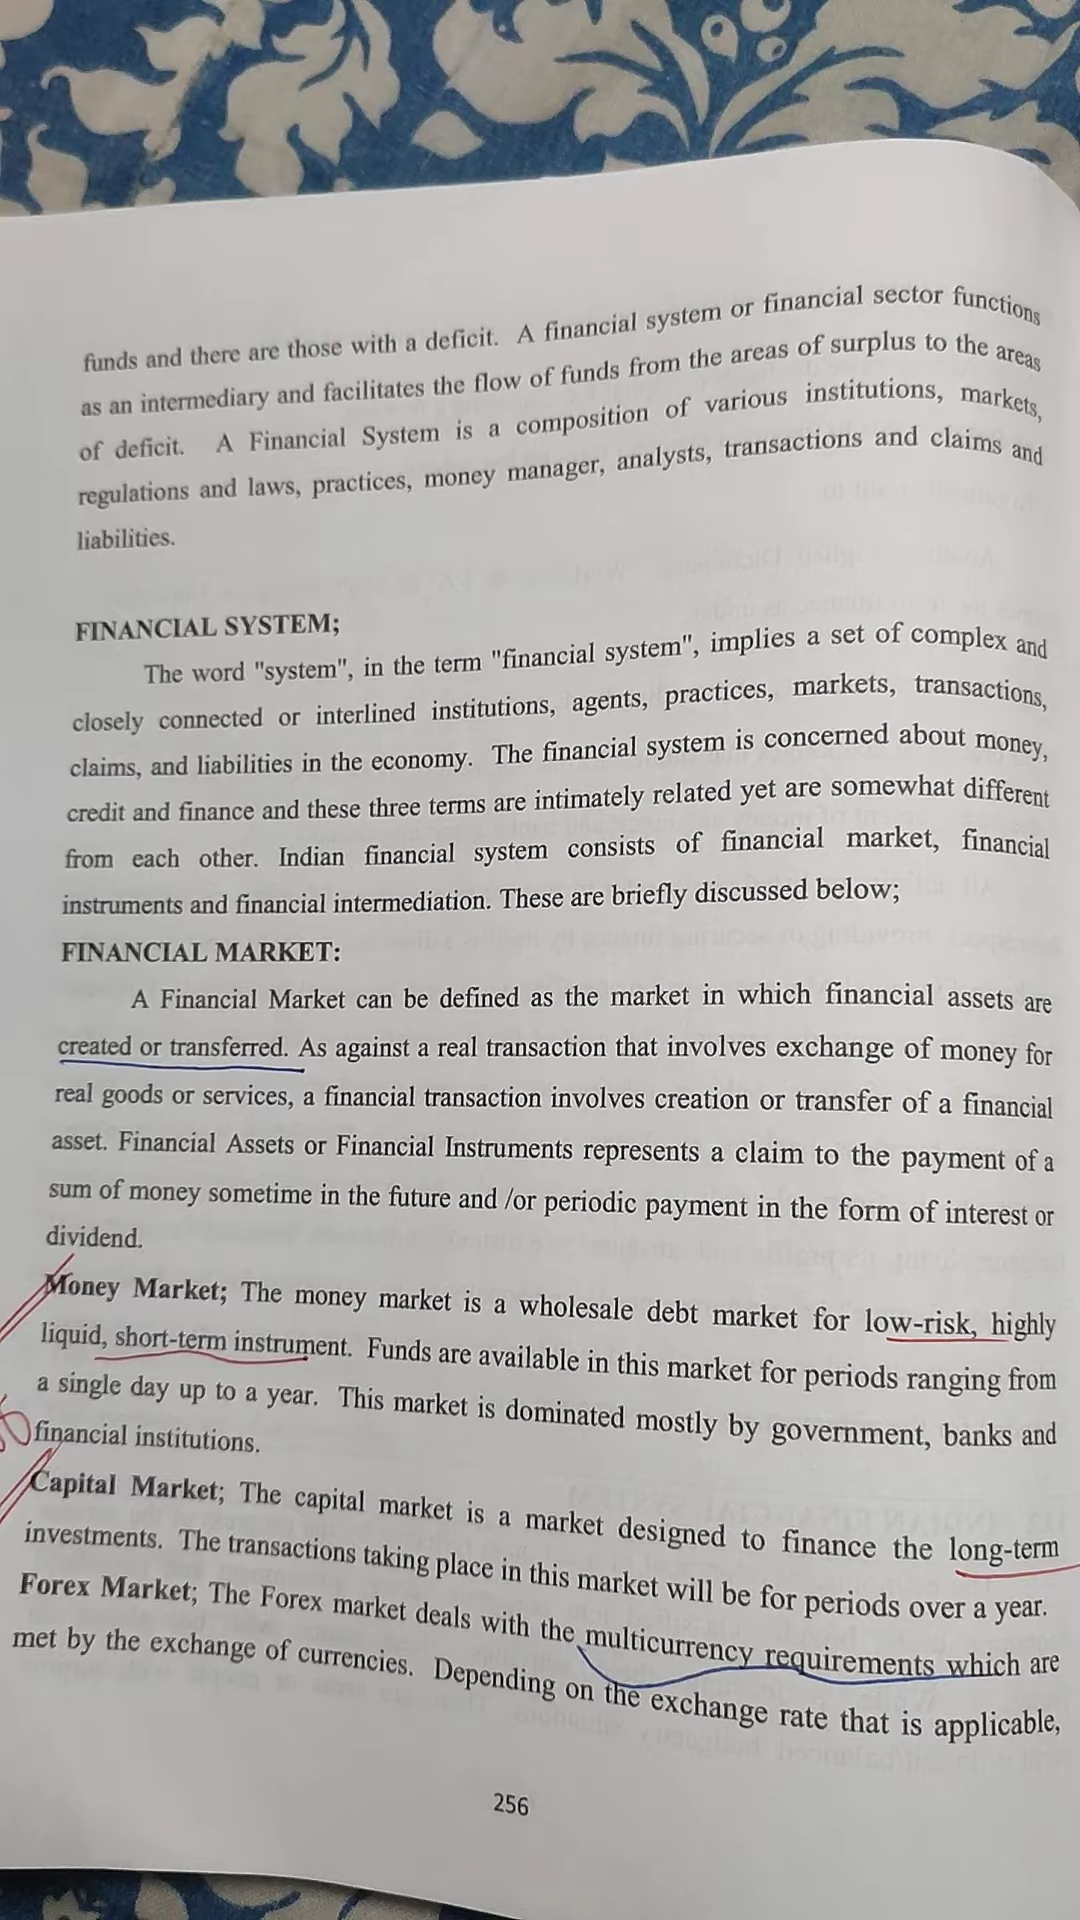 funds and there are those with a deficit. A financial system or financial sector functions
as an intermediary and facilitates the flow of funds from the areas of surplus to the areas
of deficit. A Financial System is a composition of various institutions, markets,
regulations and laws, practices, money manager, analysts, transactions and claims and
liabilities.
FINANCIAL SYSTEM;
The word "system", in the term "financial system", implies a set of complex and
closely connected or interlined institutions, agents, practices, markets, transactions,
claims, and liabilities in the economy. The financial system is concerned about money,
credit and finance and these three terms are intimately related yet are somewhat different
from each other. Indian financial system consists of financial market, financial
instruments and financial intermediation. These are briefly discussed below;
FINANCIAL MARKET:
A Financial Market can be defined as the market in which financial assets are
created or transferred. As against a real transaction that involves exchange of money for
real goods or services, a financial transaction involves creation or transfer of a financial
asset. Financial Assets or Financial Instruments represents a claim to the payment of a
sum of money sometime in the future and /or periodic payment in the form of interest or
dividend.
Money Market; The money market is a wholesale debt market for low-risk, highly
liquid, short-term instrument. Funds are available in this market for periods ranging from
a single day up to a year. This market is dominated mostly by government, banks and
financial institutions.
Capital Market; The capital market is a market designed to finance the long-term
investments. The transactions taking place in this market will be for periods over a year.
Forex Market; The Forex market deals with the multicurrency requirements which are
met by the exchange of currencies. Depending on the exchange rate that is applicable,
256